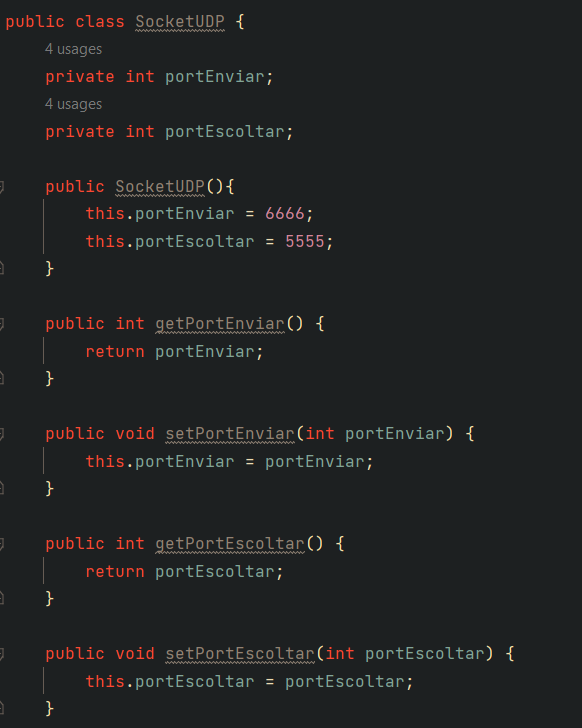 public class SocketUDP {
4 usages
private int portEnviar;
4 usages
private int portEscoltar;
public SocketUDP(){
this.portEnviar = 6666;
this.portEscoltar = 5555;
}
public int getPortEnviar() {
return portEnviar;
}
public void setPortEnviar(int portEnviar) {
this.portEnviar = portEnviar;
}
public int getPortEscoltar() {
return portEscoltar;
}
public void setPortEscoltar(int portEscoltar) {
this.portEscoltar = portEscoltar;
}